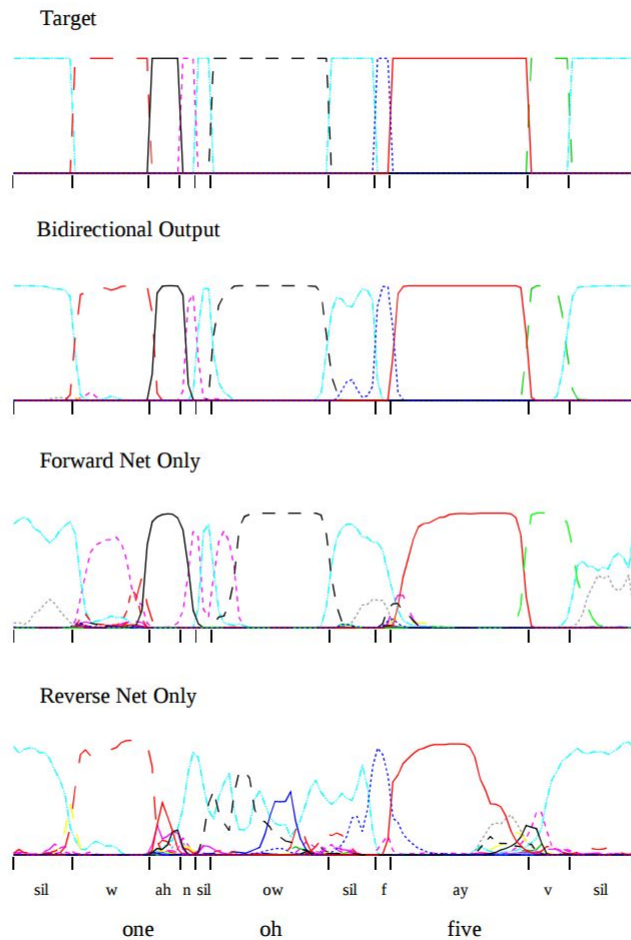 Target
Bidirectional Output
Forward Net Only
Reverse Net Only
sil w ah n sil ow sil f ay v sil
one oh five